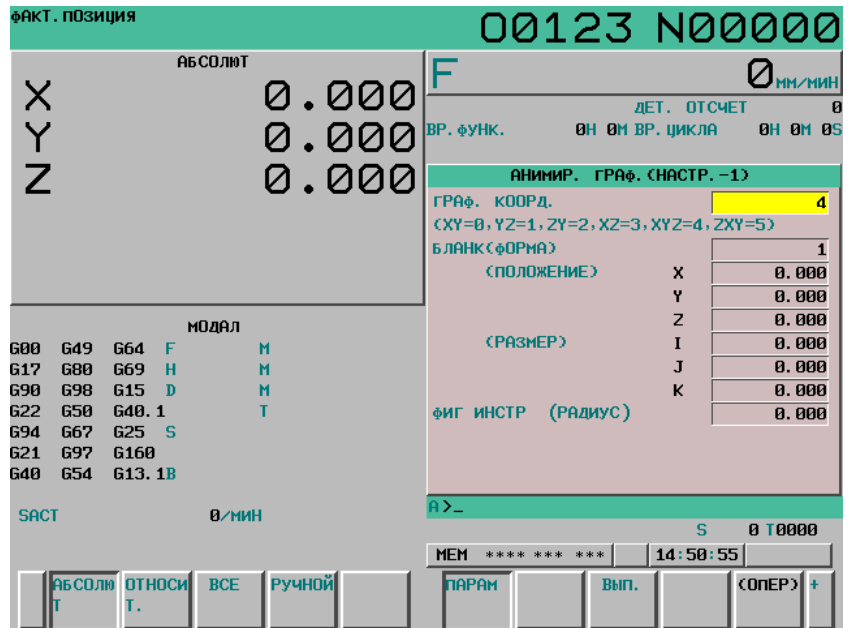 ФАКТ.ПОЗИЦИЯ
O0123 N00000
АБСОЛЮТ
X 0.000
Y 0.000
Z 0.000
F 0 ММ/МИН
ДЕТ. ОТСЧЕТ 0
ВР.ФУНК. 0H 0M ВР.ЦИКЛА 0H 0M 0S
АНИМИР. ГРАФ.(НАСТР.-1)
ГРАФ. КООРД. 4
(XY=0,YZ=1,ZY=2,XZ=3,XYZ=4,ZXY=5)
БЛАНК(ФОРМА) 1
(ПОЛОЖЕНИЕ) X 0.000
Y 0.000
Z 0.000
(РАЗМЕР) I 0.000
J 0.000
K 0.000
ФИГ ИНСТР (РАДИУС) 0.000
МОДАЛ
G00 G49 G64 F M
G17 G80 G69 H M
G90 G98 G15 D M
G22 G50 G40.1 T
G94 G67 G25 S
G21 G97 G160
G40 G54 G13.1B
SACT 0/МИН
A>_
S 0 T0000
MEM **** *** *** 14:50:55
АБСОЛЮ
Т
ОТНОСИ
Т.
ВСЕ
РУЧНОЙ
ПАРАМ
ВЫП.
(ОПЕР)
+